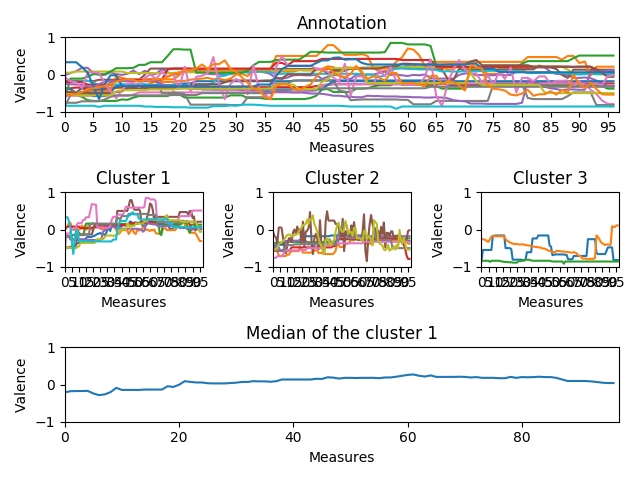 Annotation
Valence
1
0
−1
0 5 10 15 20 25 30 35 40 45 50 55 60 65 70 75 80 85 90 95
Measures
Cluster 1 Cluster 2 Cluster 3
Valence Valence Valence
1 1 1
0 0 0
−1 −1 −1
Measures Measures Measures
Median of the cluster 1
Valence
1
0
−1
0 20 40 60 80
Measures